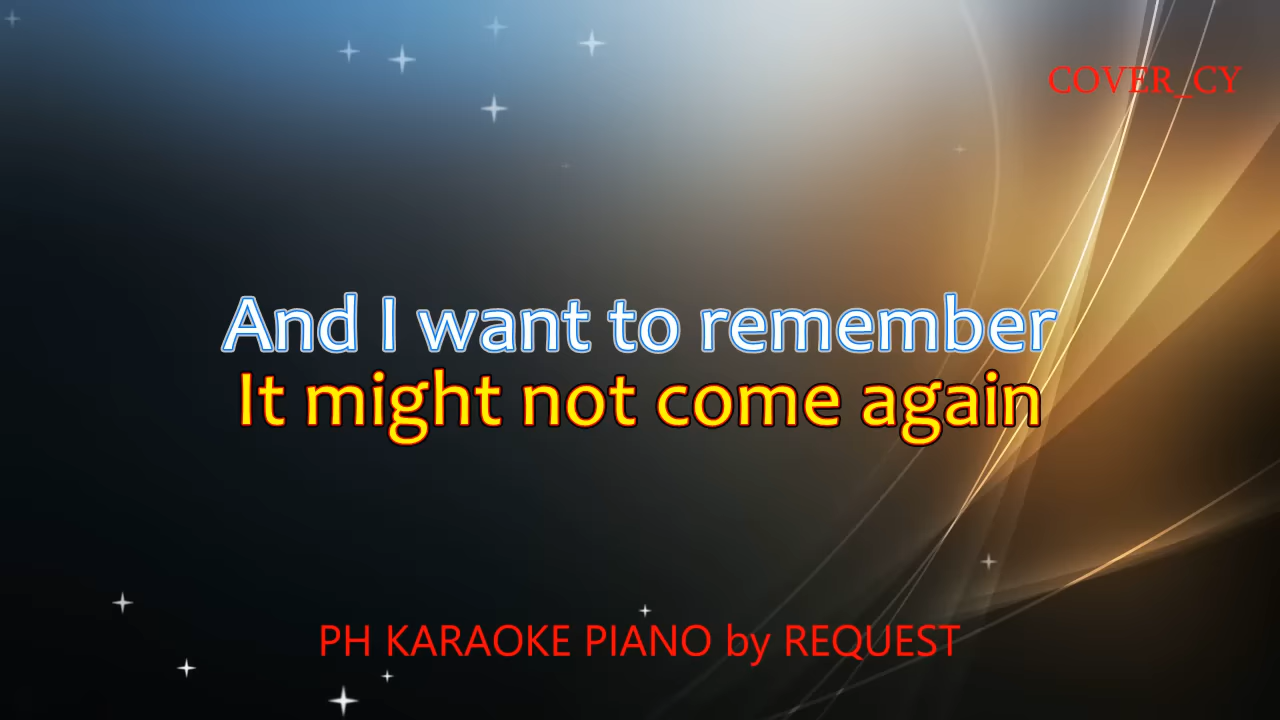 COVER_CY
And I want to remember
It might not come again
PH KARAOKE PIANO by REQUEST